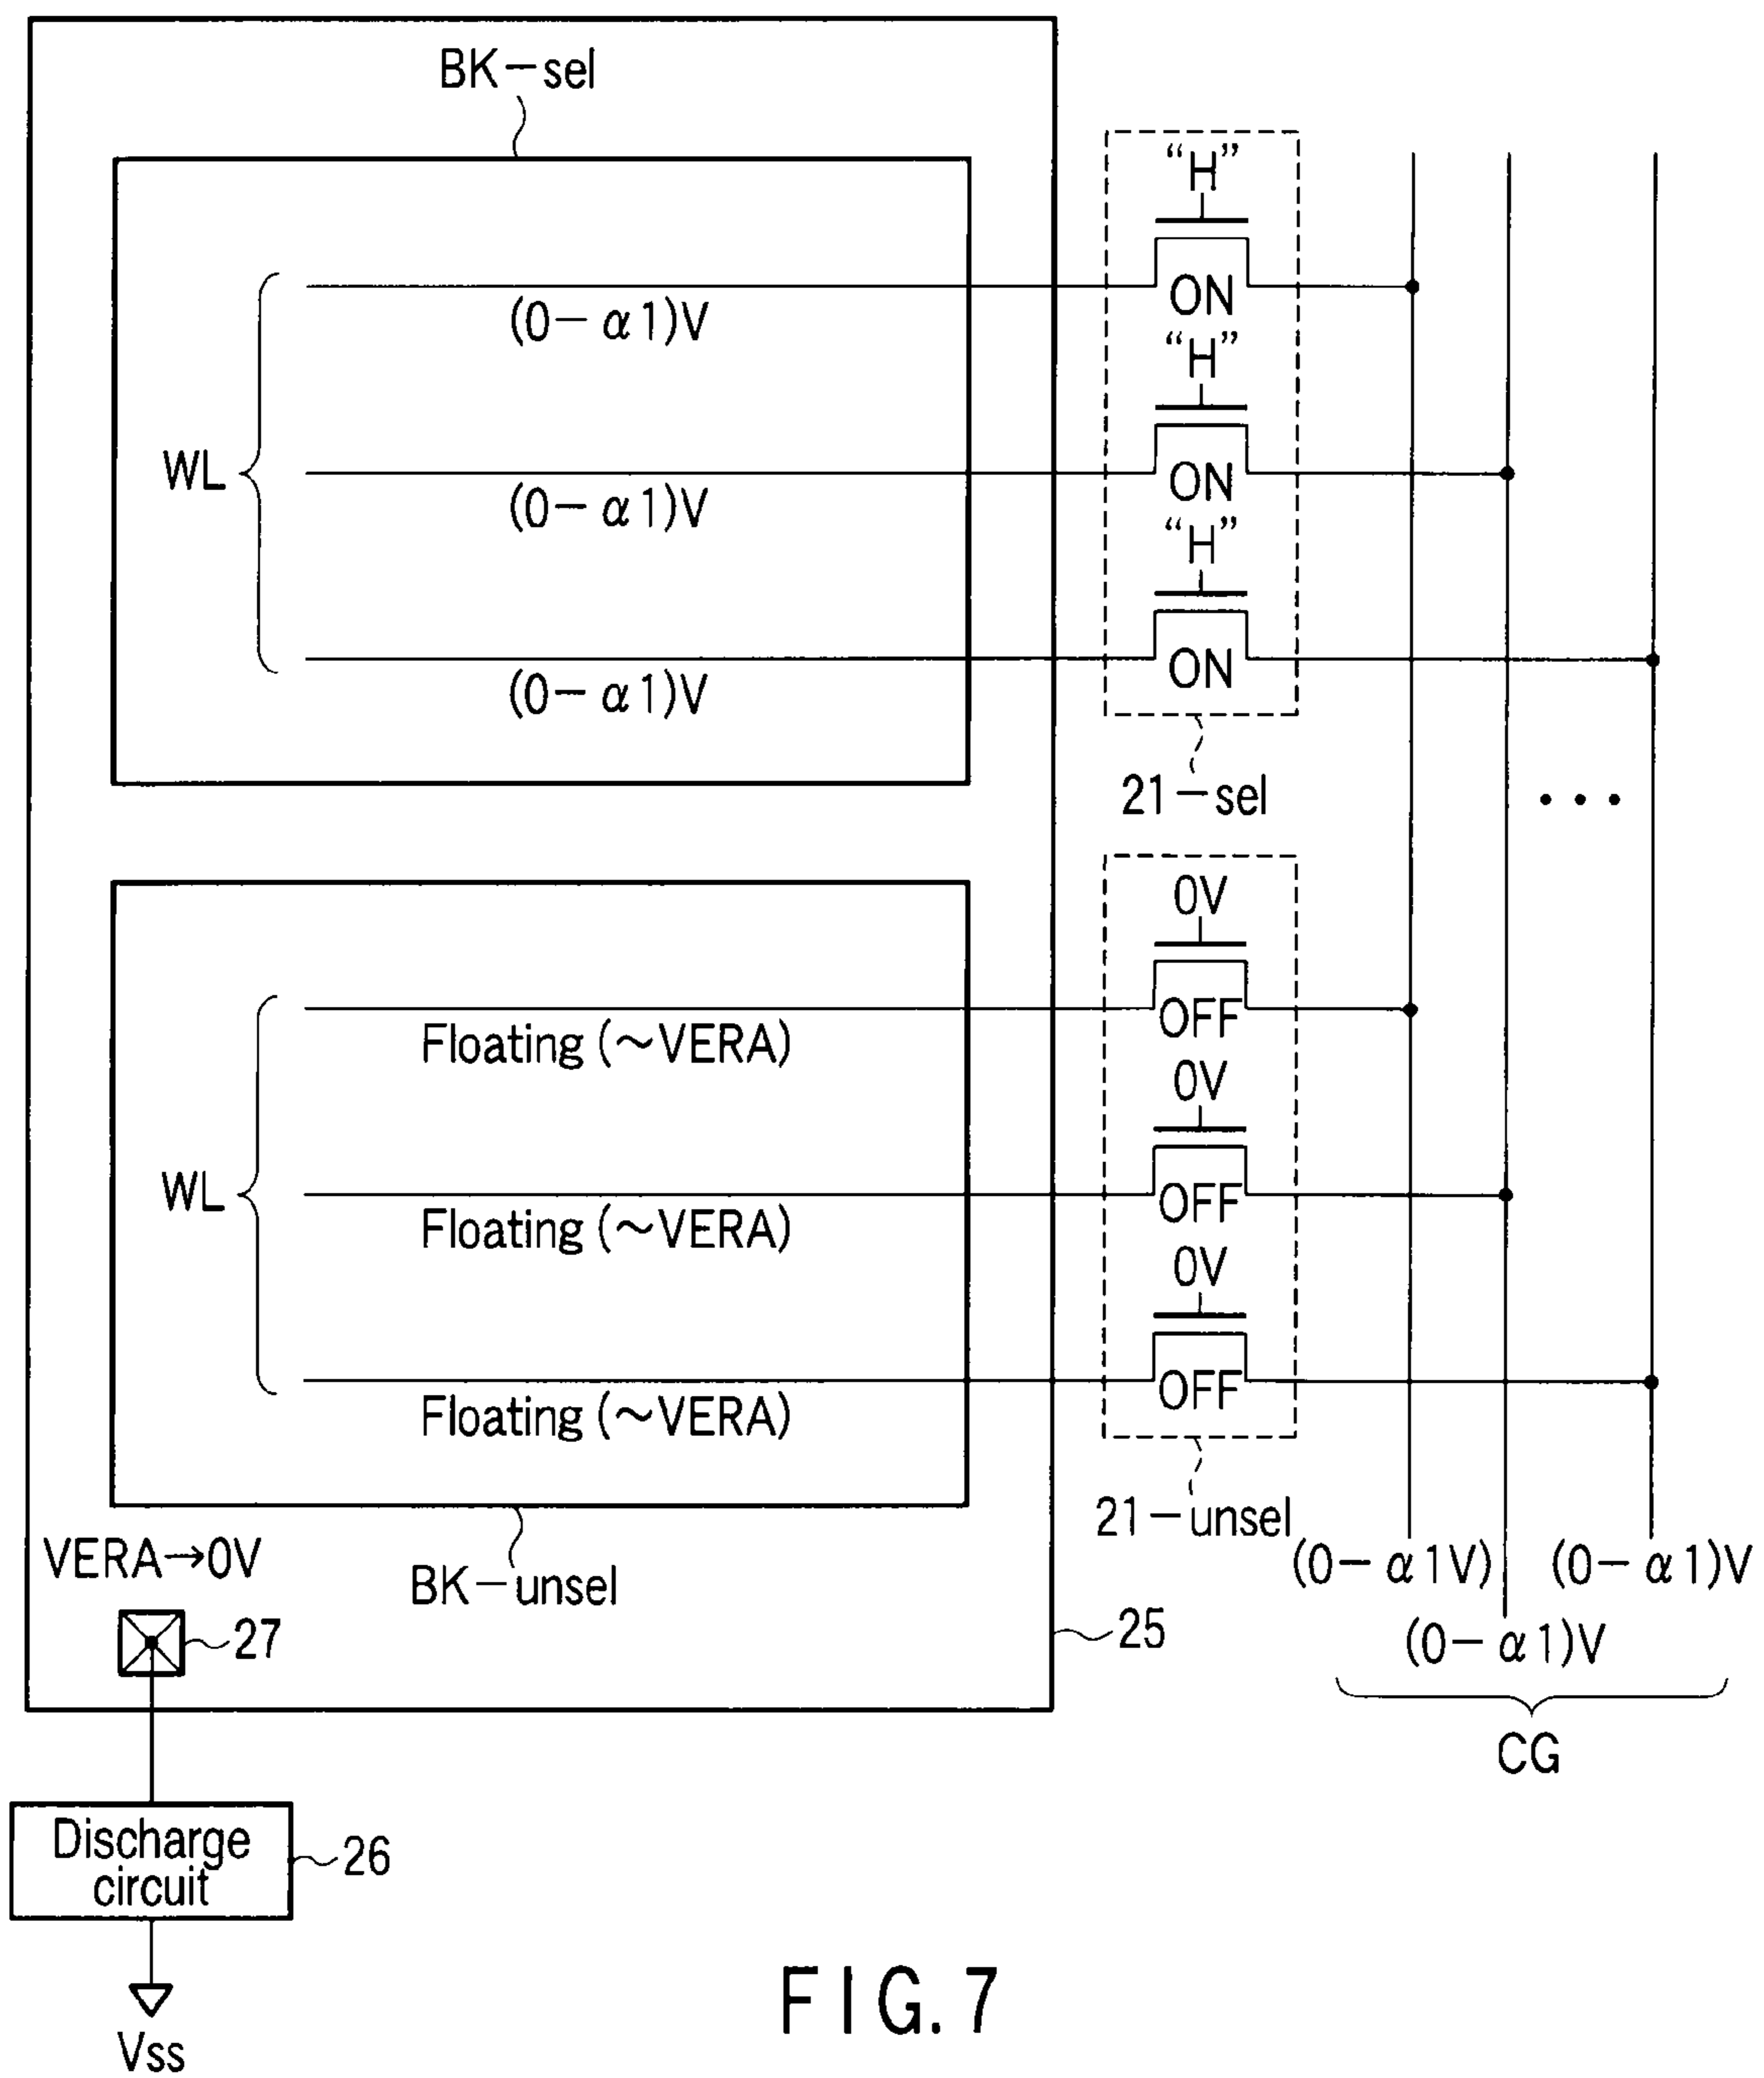 BK-sel
"H"
ON
(0-α1)V
"H"
WL
ON
(0-α1)V
"H"
ON
(0-α1)V
21-sel
...
0V
OFF
Floating (~VERA)
0V
WL
OFF
Floating (~VERA)
0V
OFF
Floating (~VERA)
21-unsel
VERA→0V
BK-unsel
(0-α1V)
(0-α1)V
27
25
(0-α1)V
CG
Discharge
circuit
26
Vss
FIG. 7